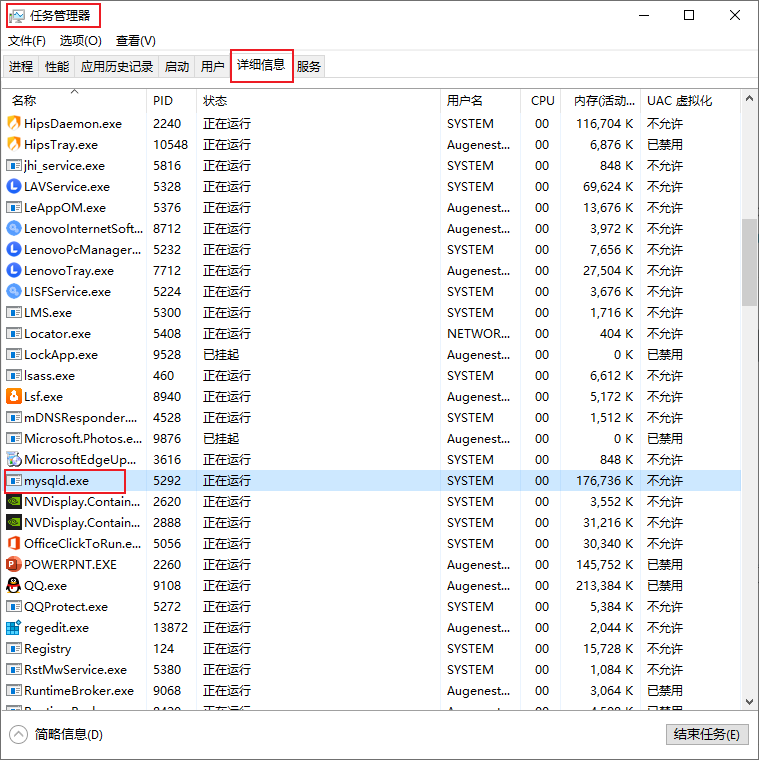 任务管理器
文件(F) 选项(O) 查看(V)
进程 性能 应用历史记录 启动 用户 详细信息 服务
名称 PID 状态 用户名 CPU 内存(活动... UAC 虚拟化
HipsDaemon.exe 2240 正在运行 SYSTEM 00 116,704 K 不允许
HipsTray.exe 10548 正在运行 Augenest... 00 6,876 K 已禁用
jhi_service.exe 5816 正在运行 SYSTEM 00 848 K 不允许
LAVService.exe 5328 正在运行 SYSTEM 00 69,624 K 不允许
LeAppOM.exe 5376 正在运行 Augenest... 00 13,676 K 不允许
LenovoInternetSoft... 8712 正在运行 Augenest... 00 3,972 K 不允许
LenovoPcManager... 5232 正在运行 SYSTEM 00 7,656 K 不允许
LenovoTray.exe 7712 正在运行 Augenest... 00 27,504 K 不允许
LISFService.exe 5224 正在运行 SYSTEM 00 3,676 K 不允许
LMS.exe 5300 正在运行 SYSTEM 00 1,716 K 不允许
Locator.exe 5408 正在运行 NETWOR... 00 404 K 不允许
LockApp.exe 9528 已挂起 Augenest... 00 0 K 已禁用
lsass.exe 460 正在运行 SYSTEM 00 6,612 K 不允许
Lsf.exe 8940 正在运行 Augenest... 00 5,172 K 不允许
mDNSResponder.... 4528 正在运行 SYSTEM 00 1,512 K 不允许
Microsoft.Photos.e... 9876 已挂起 Augenest... 00 0 K 已禁用
MicrosoftEdgeUp... 3616 正在运行 SYSTEM 00 848 K 不允许
mysqld.exe 5292 正在运行 SYSTEM 00 176,736 K 不允许
NVDisplay.Contain... 2620 正在运行 SYSTEM 00 3,552 K 不允许
NVDisplay.Contain... 2888 正在运行 SYSTEM 00 31,216 K 不允许
OfficeClickToRun.e... 5056 正在运行 SYSTEM 00 30,340 K 不允许
POWERPNT.EXE 2260 正在运行 Augenest... 00 145,752 K 已禁用
QQ.exe 9108 正在运行 Augenest... 00 213,384 K 已禁用
QQProtect.exe 5272 正在运行 SYSTEM 00 5,384 K 不允许
regedit.exe 13872 正在运行 Augenest... 00 2,044 K 不允许
Registry 124 正在运行 SYSTEM 00 15,728 K 不允许
RstMwService.exe 5380 正在运行 SYSTEM 00 1,084 K 不允许
RuntimeBroker.exe 9068 正在运行 Augenest... 00 3,064 K 已禁用
简略信息(D) 结束任务(E)